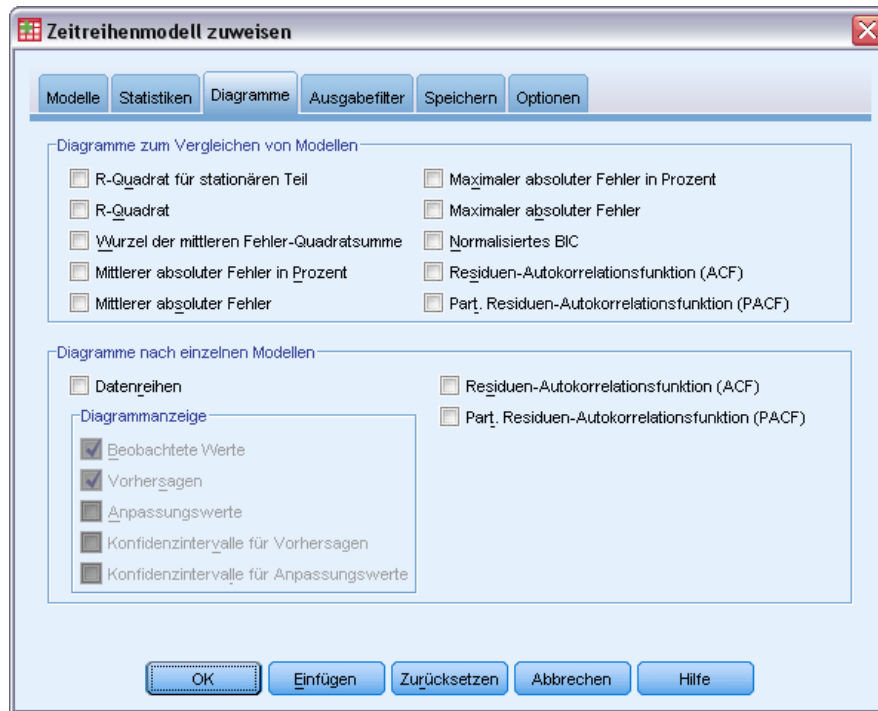 Zeitreihenmodell zuweisen
Modelle Statistiken Diagramme Ausgabefilter Speichern Optionen
Diagramme zum Vergleichen von Modellen
R-Quadrat für stationären Teil
R-Quadrat
Wurzel der mittleren Fehler-Quadratsumme
Mittlerer absoluter Fehler in Prozent
Mittlerer absoluter Fehler
Maximaler absoluter Fehler in Prozent
Maximaler absoluter Fehler
Normalisiertes BIC
Residuen-Autokorrelationsfunktion (ACF)
Part. Residuen-Autokorrelationsfunktion (PACF)
Diagramme nach einzelnen Modellen
Datenreihen
Diagrammanzeige
Beobachtete Werte
Vorhersagen
Anpassungswerte
Konfidenzintervalle für Vorhersagen
Konfidenzintervalle für Anpassungswerte
Residuen-Autokorrelationsfunktion (ACF)
Part. Residuen-Autokorrelationsfunktion (PACF)
OK Einfügen Zurücksetzen Abbrechen Hilfe